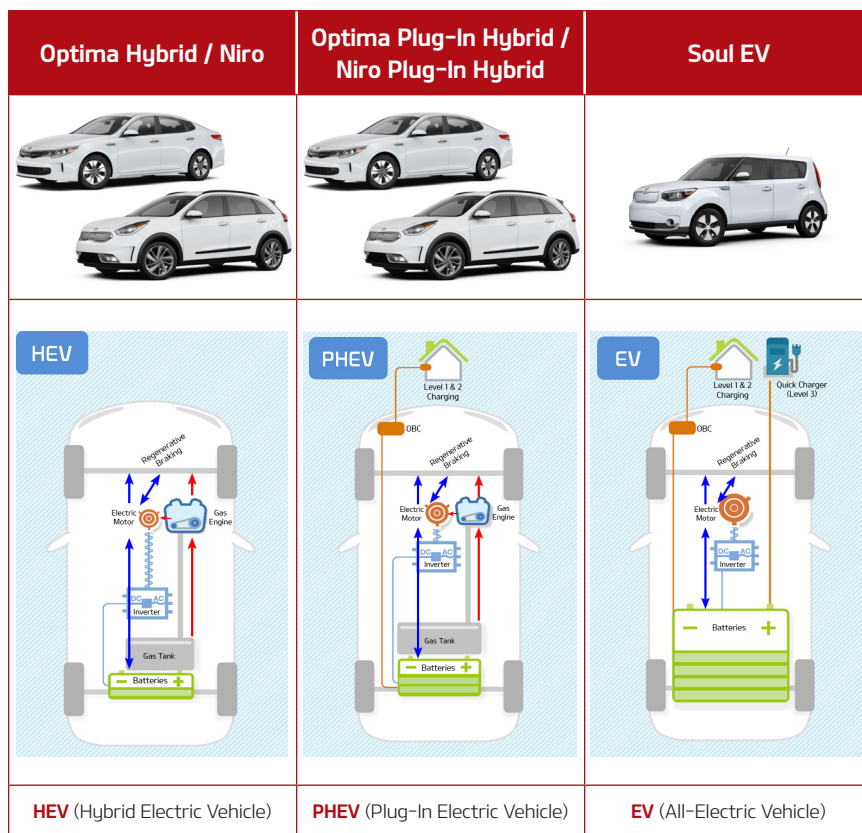 Optima Hybrid / Niro
Optima Plug-In Hybrid /
Niro Plug-In Hybrid
Soul EV
HEV
Regenerative
Braking
Electric
Motor
Gas
Engine
DC AC
Inverter
Gas Tank
− Batteries +
PHEV
Level 1 & 2
Charging
OBC
Regenerative
Braking
Electric
Motor
Gas
Engine
DC AC
Inverter
Gas Tank
− Batteries +
EV
Level 1 & 2
Charging
Quick Charger
(Level 3)
OBC
Regenerative
Braking
Electric
Motor
DC AC
Inverter
− Batteries +
HEV (Hybrid Electric Vehicle)
PHEV (Plug-In Electric Vehicle)
EV (All-Electric Vehicle)